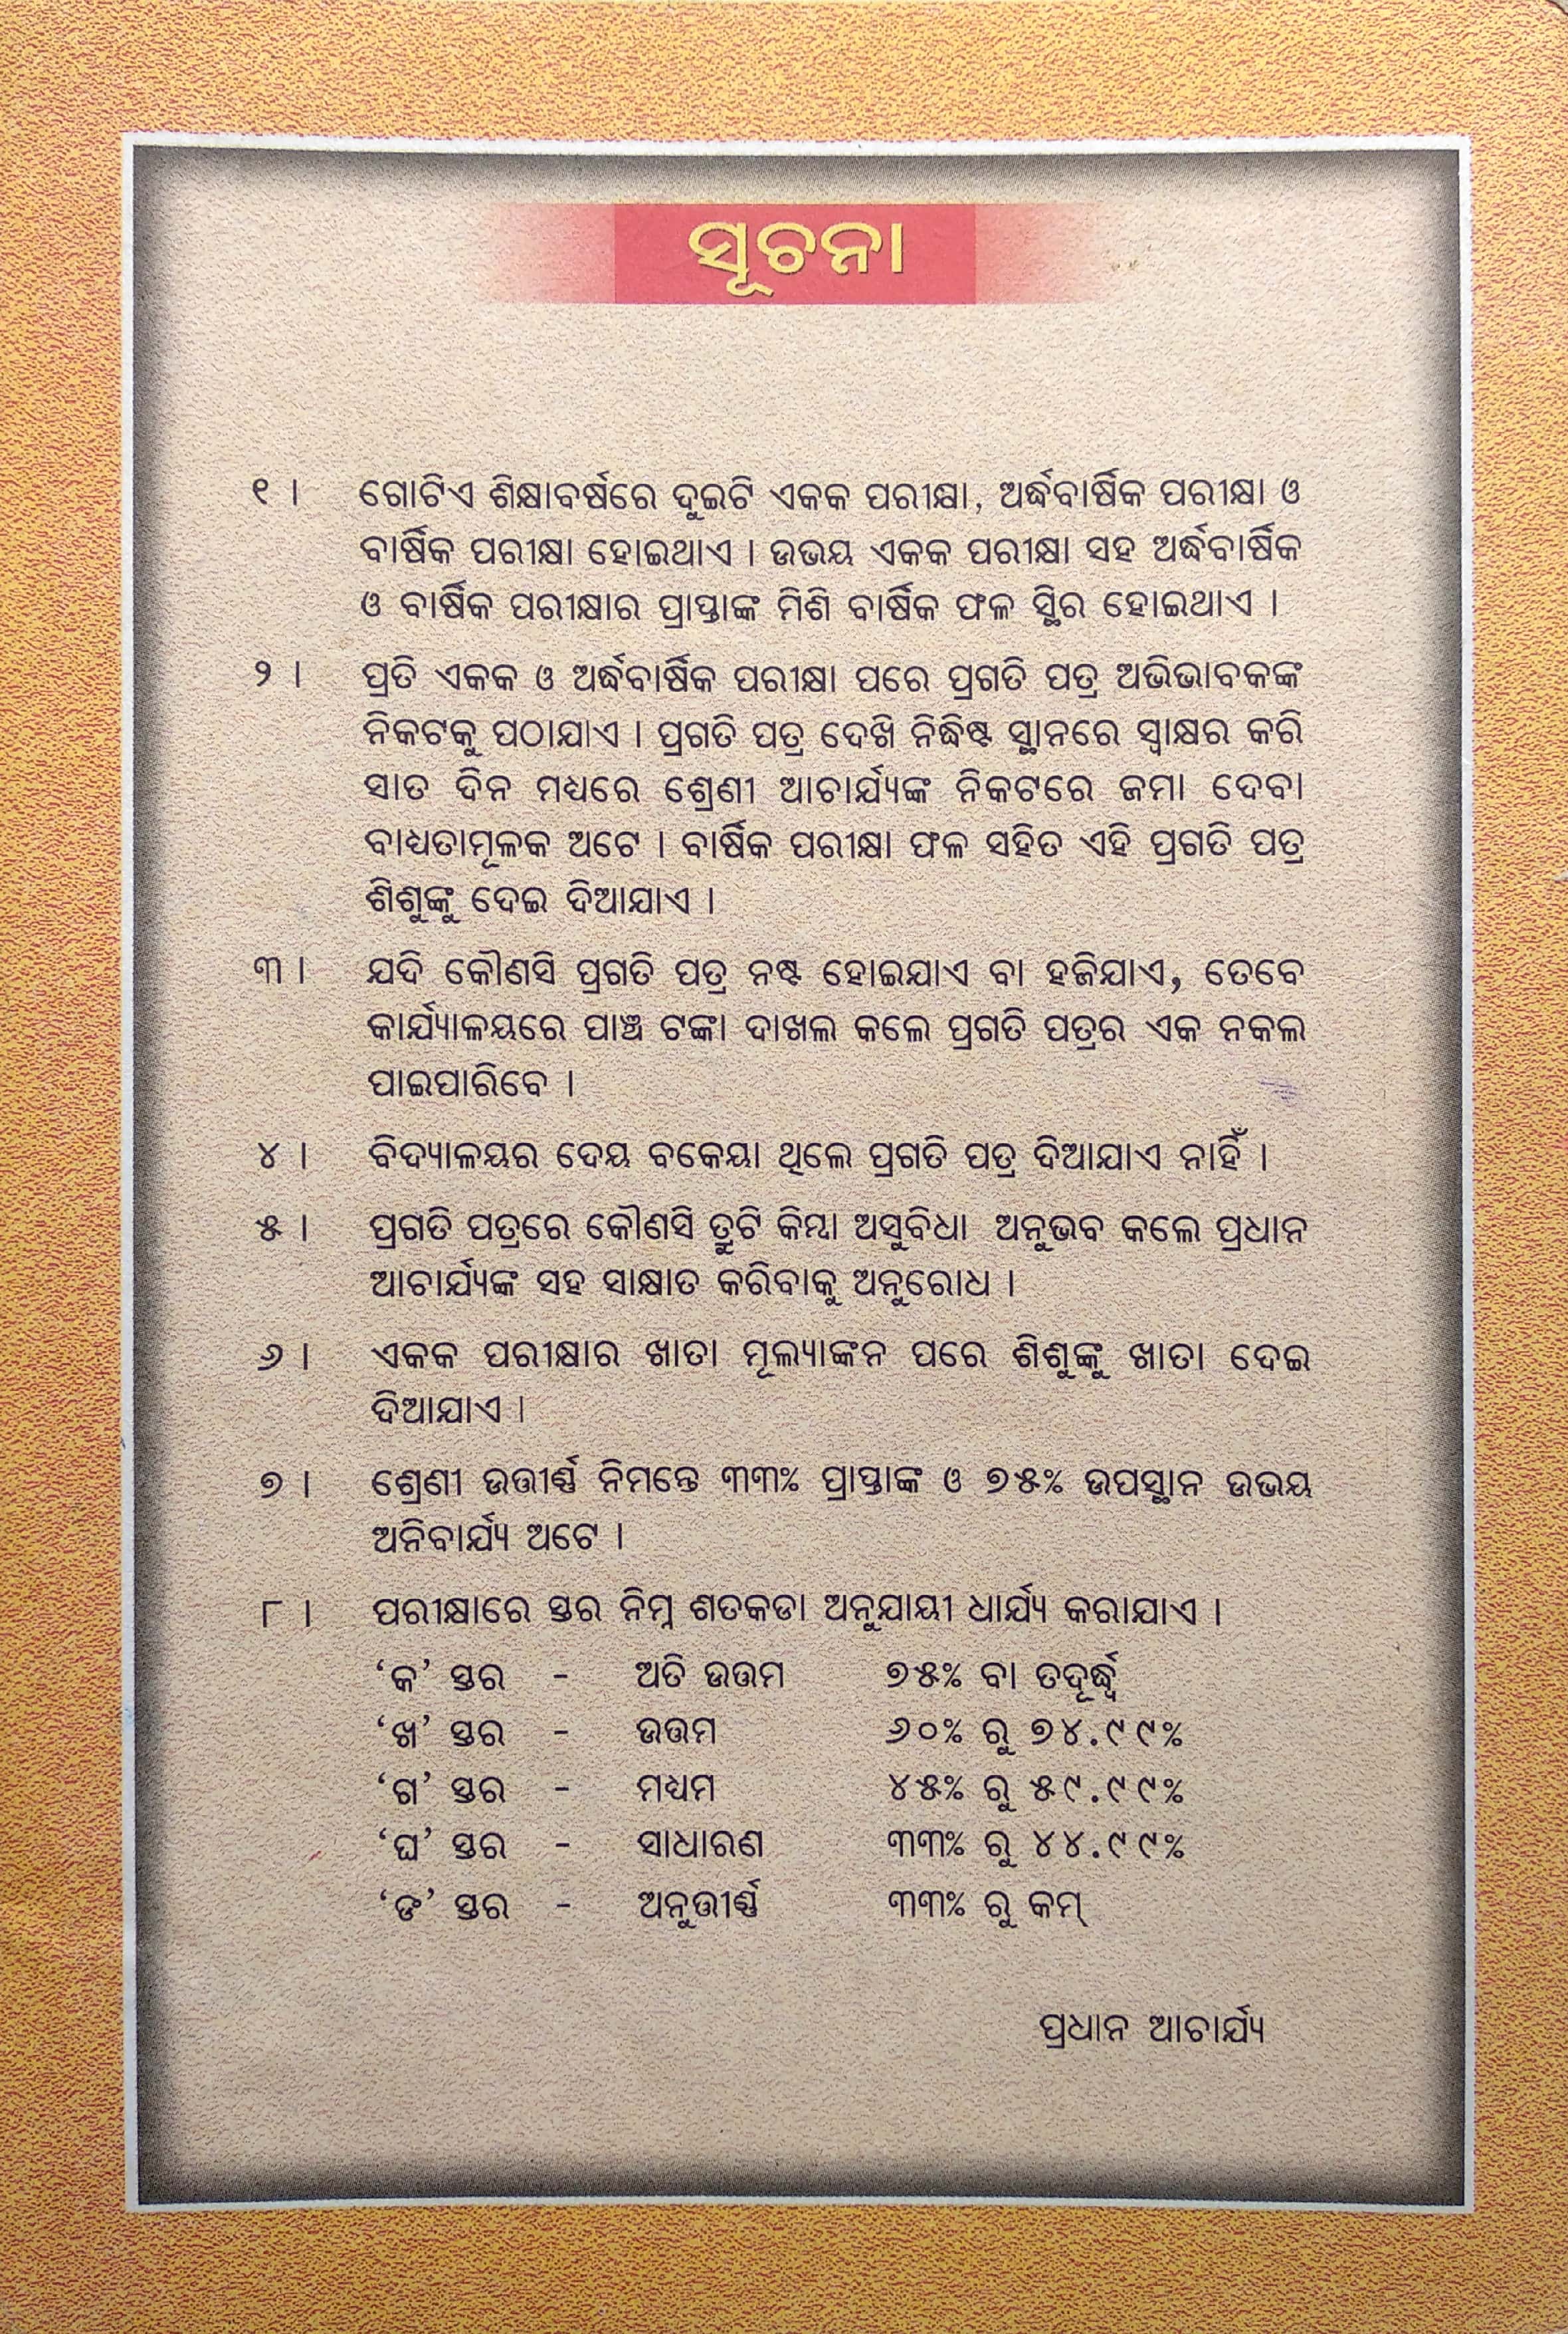 ସୂଚନା
୧ । ଗୋଟିଏ ଶିକ୍ଷାବର୍ଷରେ ଦୁଇଟି ଏକକ ପରୀକ୍ଷା, ଅର୍ଦ୍ଧବାର୍ଷିକ ପରୀକ୍ଷା ଓ
ବାର୍ଷିକ ପରୀକ୍ଷା ହୋଇଥାଏ । ଉଭୟ ଏକକ ପରୀକ୍ଷା ସହ ଅର୍ଦ୍ଧବାର୍ଷିକ
ଓ ବାର୍ଷିକ ପରୀକ୍ଷାର ପ୍ରାପ୍ତାଙ୍କ ମିଶି ବାର୍ଷିକ ଫଳ ସ୍ଥିର ହୋଇଥାଏ ।
୨ । ପ୍ରତି ଏକକ ଓ ଅର୍ଦ୍ଧବାର୍ଷିକ ପରୀକ୍ଷା ପରେ ପ୍ରଗତି ପତ୍ର ଅଭିଭାବକଙ୍କ
ନିକଟକୁ ପଠାଯାଏ । ପ୍ରଗତି ପତ୍ର ଦେଖି ନିଦ୍ଧିଷ୍ଟ ସ୍ଥାନରେ ସ୍ୱାକ୍ଷର କରି
ସାତ ଦିନ ମଧ୍ୟରେ ଶ୍ରେଣୀ ଆଚାର୍ଯ୍ୟଙ୍କ ନିକଟରେ ଜମା ଦେବା
ବାଧ୍ୟତାମୂଳକ ଅଟେ । ବାର୍ଷିକ ପରୀକ୍ଷା ଫଳ ସହିତ ଏହି ପ୍ରଗତି ପତ୍ର
ଶିଶୁଙ୍କୁ ଦେଇ ଦିଆଯାଏ ।
୩ । ଯଦି କୌଣସି ପ୍ରଗତି ପତ୍ର ନଷ୍ଟ ହୋଇଯାଏ ବା ହଜିଯାଏ, ତେବେ
କାର୍ଯ୍ୟାଳୟରେ ପାଞ୍ଚ ଟଙ୍କା ଦାଖଲ କଲେ ପ୍ରଗତି ପତ୍ରର ଏକ ନକଲ
ପାଇପାରିବେ ।
୪ । ବିଦ୍ୟାଳୟର ଦେୟ ବକେୟା ଥିଲେ ପ୍ରଗତି ପତ୍ର ଦିଆଯାଏ ନାହିଁ ।
୫ । ପ୍ରଗତି ପତ୍ରରେ କୌଣସି ତ୍ରୁଟି କିମ୍ବା ଅସୁବିଧା ଅନୁଭବ କଲେ ପ୍ରଧାନ
ଆଚାର୍ଯ୍ୟଙ୍କ ସହ ସାକ୍ଷାତ କରିବାକୁ ଅନୁରୋଧ ।
୬ । ଏକକ ପରୀକ୍ଷାର ଖାତା ମୂଲ୍ୟାଙ୍କନ ପରେ ଶିଶୁଙ୍କୁ ଖାତା ଦେଇ
ଦିଆଯାଏ ।
୭ । ଶ୍ରେଣୀ ଉତ୍ତୀର୍ଣ୍ଣ ନିମନ୍ତେ ୩୩% ପ୍ରାପ୍ତାଙ୍କ ଓ ୭୫% ଉପସ୍ଥାନ ଉଭୟ
ଅନିବାର୍ଯ୍ୟ ଅଟେ ।
୮ । ପରୀକ୍ଷାରେ ସ୍ତର ନିମ୍ନ ଶତକଡା ଅନୁଯାୟୀ ଧାର୍ଯ୍ୟ କରାଯାଏ ।
‘କ’ ସ୍ତର - ଅତି ଉତ୍ତମ ୭୫% ବା ତଦୂର୍ଦ୍ଧ୍ୱ
‘ଖ’ ସ୍ତର - ଉତ୍ତମ ୬୦% ରୁ ୭୪.୯୯%
‘ଗ’ ସ୍ତର - ମଧ୍ୟମ ୪୫% ରୁ ୫୯.୯୯%
‘ଘ’ ସ୍ତର - ସାଧାରଣ ୩୩% ରୁ ୪୪.୯୯%
‘ଙ’ ସ୍ତର - ଅନୁତ୍ତୀର୍ଣ୍ଣ ୩୩% ରୁ କମ୍
ପ୍ରଧାନ ଆଚାର୍ଯ୍ୟ